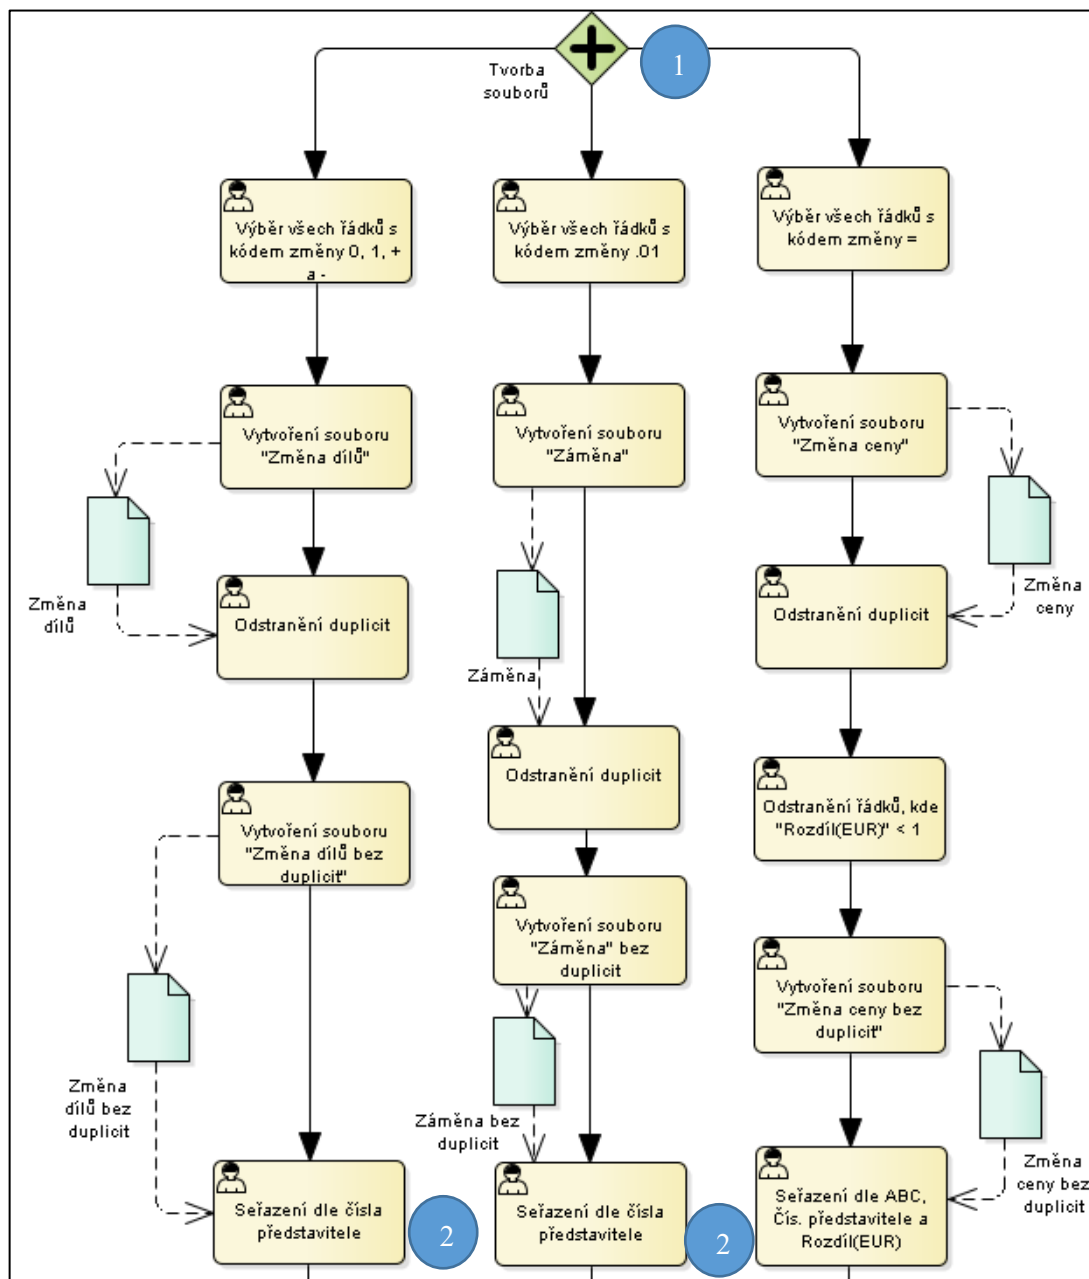 1
Tvorba
souborů
Výběr všech řádků s
kódem změny 0, 1, +
a -
Výběr všech řádků s
kódem změny .01
Výběr všech řádků s
kódem změny =
Vytvoření souboru
"Změna dílů"
Vytvoření souboru
"Záměna"
Vytvoření souboru
"Změna ceny"
Změna
dílů
Odstranění duplicit
Záměna
Odstranění duplicit
Změna
ceny
Odstranění duplicit
Odstranění řádků, kde
"Rozdíl(EUR)" < 1
Vytvoření souboru
"Změna dílů bez
duplicit"
Vytvoření souboru
"Záměna" bez
duplicit
Vytvoření souboru
"Změna ceny bez
duplicit"
Změna
dílů bez
duplicit
Záměna bez
duplicit
Změna
ceny bez
duplicit
Seřazení dle čísla
představitele
2
Seřazení dle čísla
představitele
2
Seřazení dle ABC,
Čís. představitele a
Rozdíl(EUR)